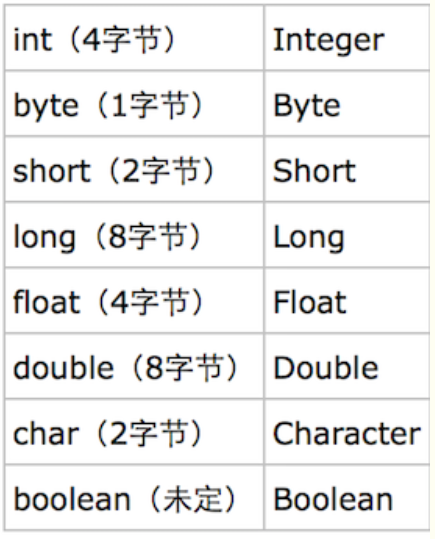 int（4字节） Integer
byte（1字节） Byte
short（2字节） Short
long（8字节） Long
float（4字节） Float
double（8字节） Double
char（2字节） Character
boolean（未定） Boolean